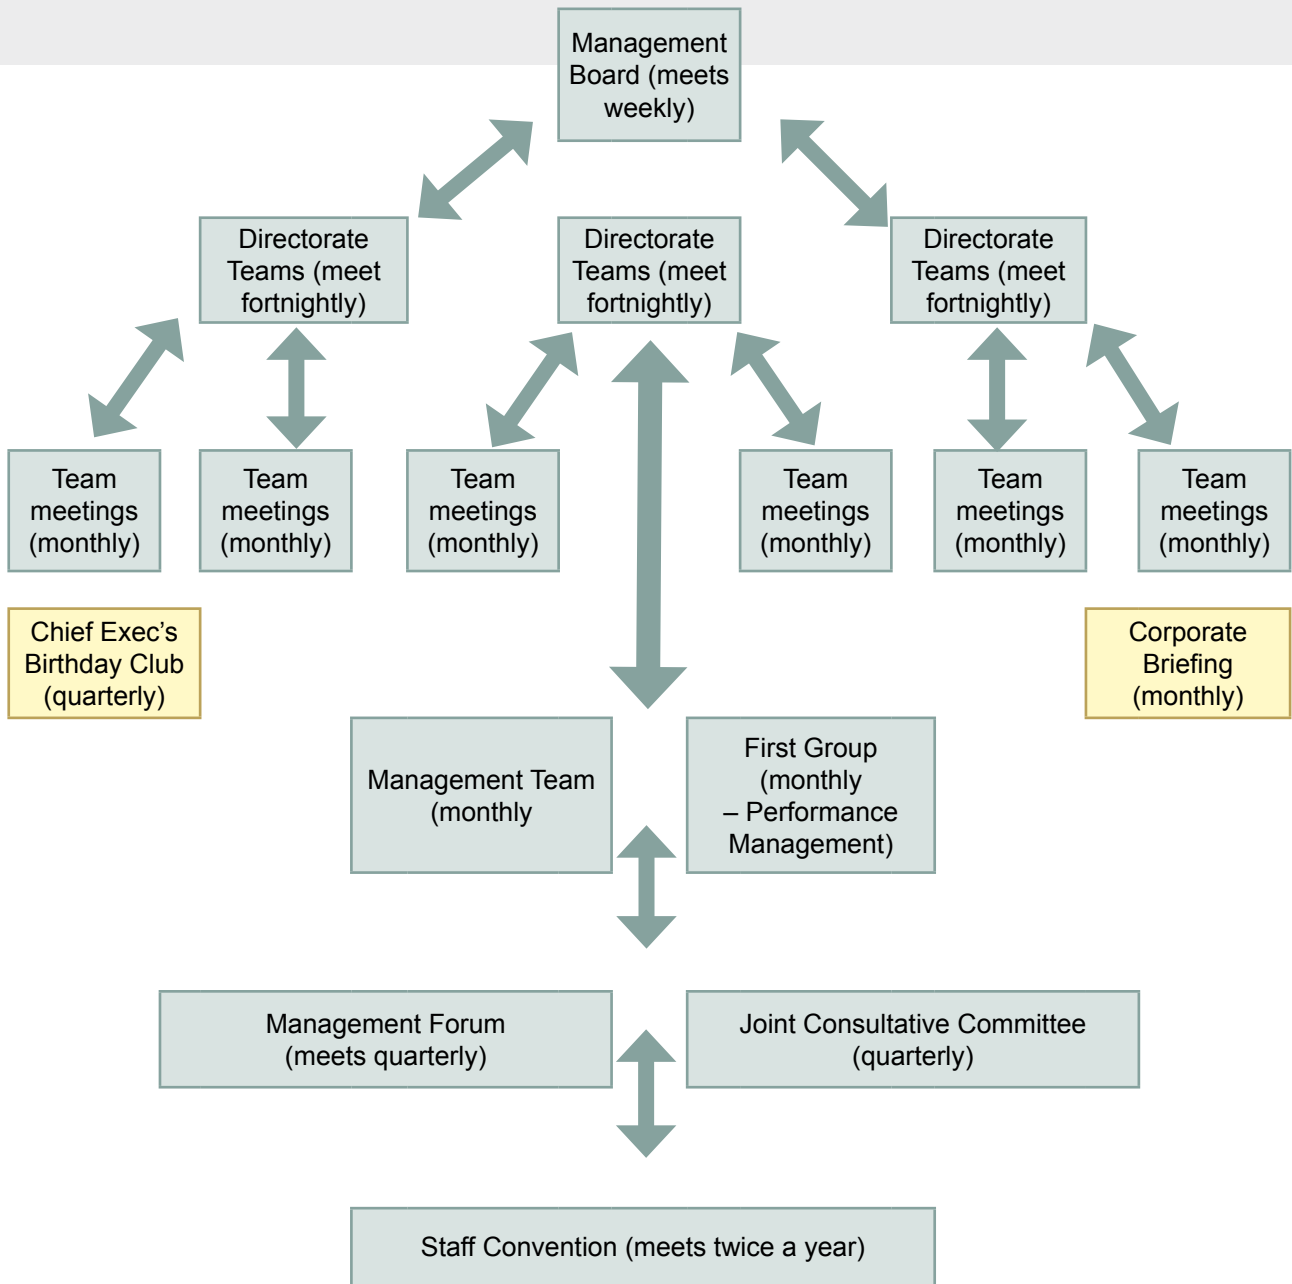 Management
Board (meets
weekly)
Directorate
Teams (meet
fortnightly)
Directorate
Teams (meet
fortnightly)
Directorate
Teams (meet
fortnightly)
Team
meetings
(monthly)
Team
meetings
(monthly)
Team
meetings
(monthly)
Team
meetings
(monthly)
Team
meetings
(monthly)
Team
meetings
(monthly)
Chief Exec’s
Birthday Club
(quarterly)
Corporate
Briefing
(monthly)
Management Team
(monthly
First Group
(monthly
– Performance
Management)
Management Forum
(meets quarterly)
Joint Consultative Committee
(quarterly)
Staff Convention (meets twice a year)